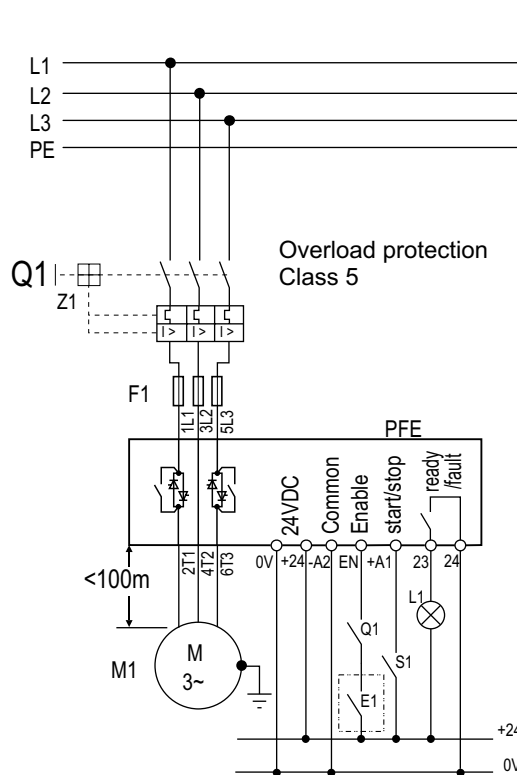 L1
L2
L3
PE
Overload protection
Class 5
Q1
Z1
I> I> I>
F1
1L1
3L2
5L3
PFE
24VDC
Common
Enable
start/stop
ready
/fault
<100m
2T1
4T2
6T3
0V +24 -A2 EN +A1 23 24
L1
Q1
M1
M
3~
S1
E1
+24
0V